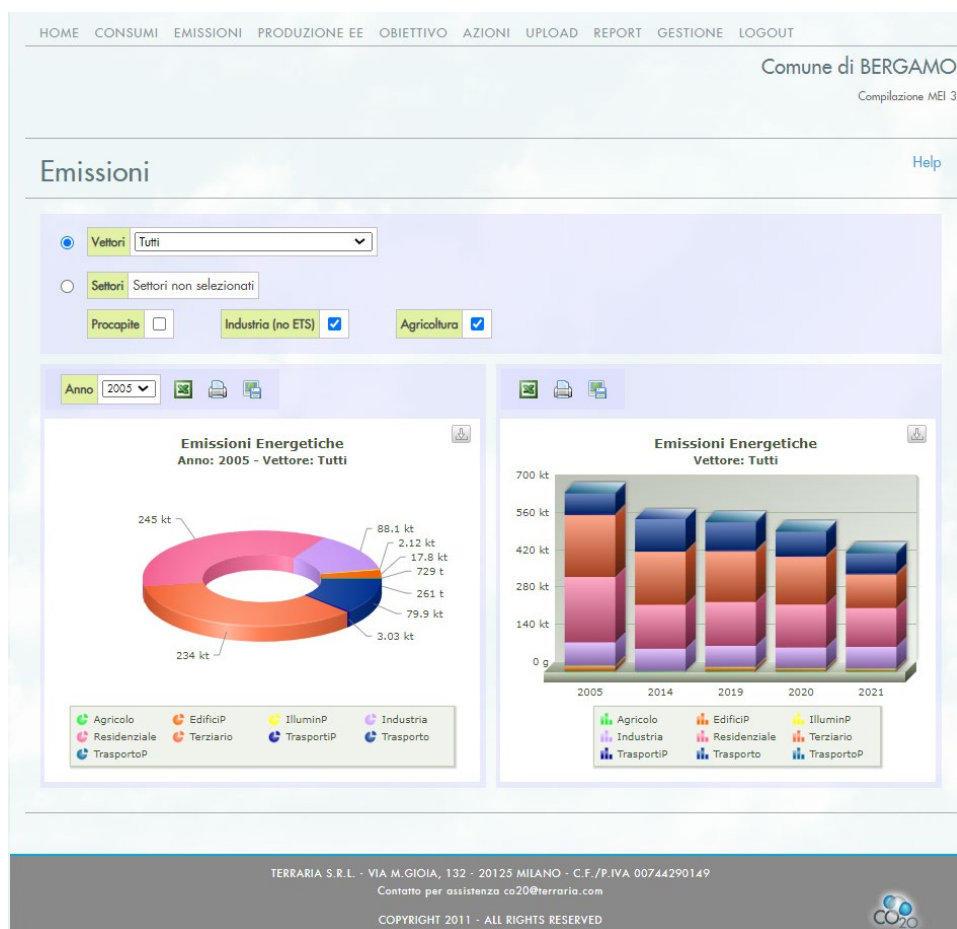 HOME CONSUMI EMISSIONI PRODUZIONE EE OBIETTIVO AZIONI UPLOAD REPORT GESTIONE LOGOUT
Comune di BERGAMO
Compilazione MEI 3
Emissioni
Help
Vettori Tutti
Settori Settori non selezionati
Procapite Industria (no ETS) Agricoltura
Anno 2005
Emissioni Energetiche
Anno: 2005 - Vettore: Tutti
245 kt
88.1 kt
2.12 kt
17.8 kt
729 t
261 t
79.9 kt
3.03 kt
234 kt
Agricolo EdificiP IlluminP Industria
Residenziale Terziario TrasportiP Trasporto
TrasportoP
Emissioni Energetiche
Vettore: Tutti
700 kt
560 kt
420 kt
280 kt
140 kt
0 g
2005 2014 2019 2020 2021
Agricolo EdificiP IlluminP
Industria Residenziale Terziario
TrasportiP Trasporto TrasportoP
TERRARIA S.R.L. - VIA M.GIOIA, 132 - 20125 MILANO - C.F./P.IVA 00744290149
Contatto per assistenza co20@terraria.com
COPYRIGHT 2011 - ALL RIGHTS RESERVED
CO20